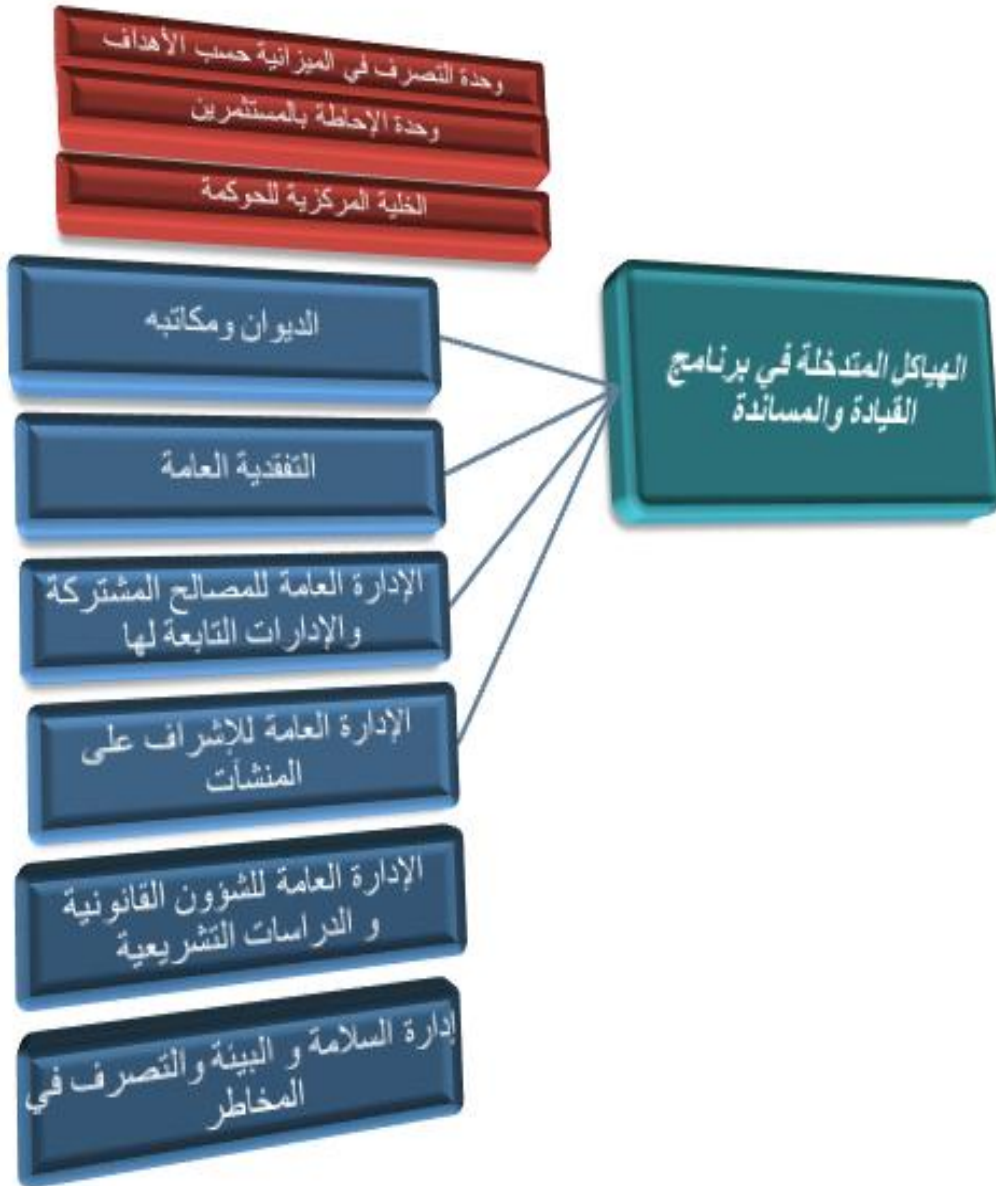 وحدة التصرف في الميزانية حسب الأهداف
وحدة الإحاطة بالمستثمرين
الخلية المركزية للحوكمة
الهياكل المتدخلة في برنامج
القيادة والمساندة
الديوان ومكاتبه
التفقدية العامة
الإدارة العامة للمصالح المشتركة
والإدارات التابعة لها
الإدارة العامة للإشراف على
المنشآت
الإدارة العامة للشؤون القانونية
و الدراسات التشريعية
إدارة السلامة و البيئة والتصرف في
المخاطر